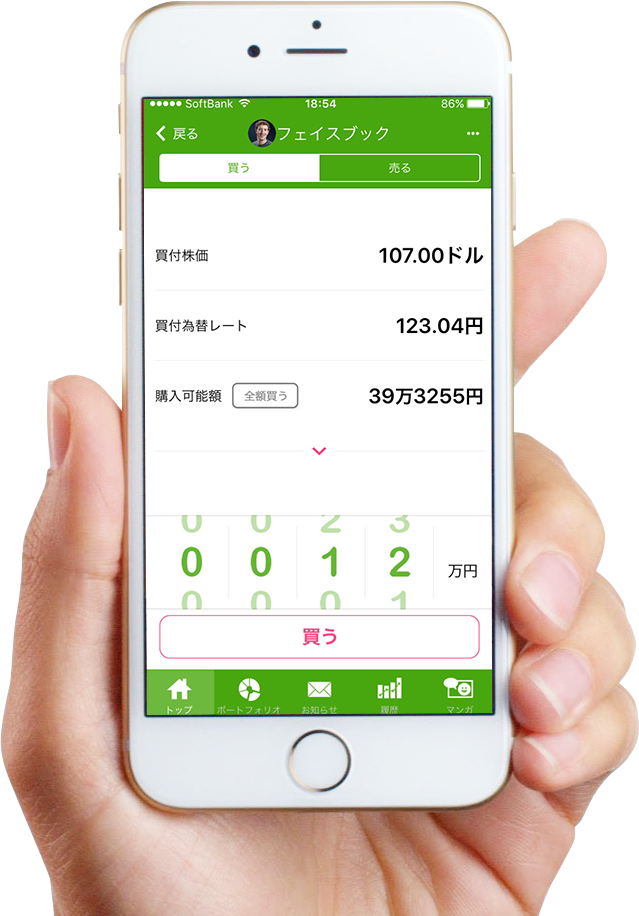 ●●●●● SoftBank 18:54 86%
戻る フェイスブック •••
買う 売る
買付株価 107.00ドル
買付為替レート 123.04円
購入可能額 全額買う 39万3255円
0 0 2 3
0 0 1 2 万円
0 0 0 1
買う
トップ ポートフォリオ お知らせ 履歴 マンガ